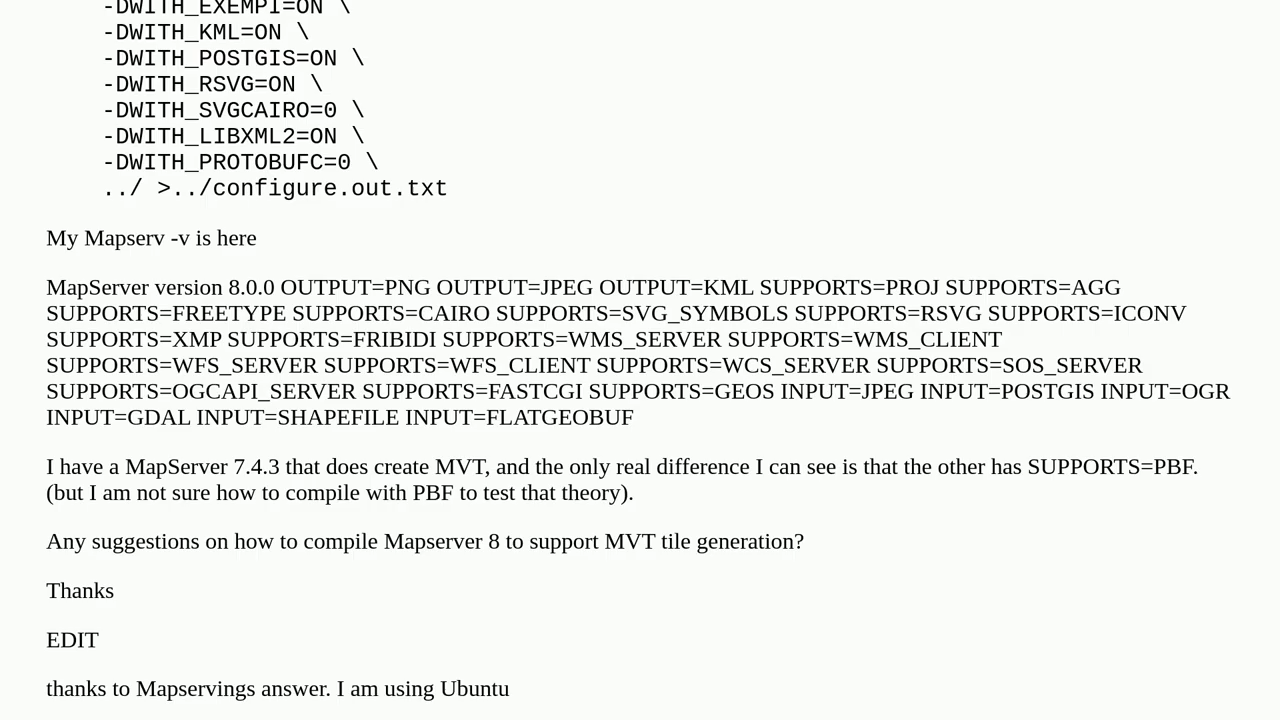 -DWITH_EXEMPI=ON \
-DWITH_KML=ON \
-DWITH_POSTGIS=ON \
-DWITH_RSVG=ON \
-DWITH_SVGCAIRO=0 \
-DWITH_LIBXML2=ON \
-DWITH_PROTOBUFC=0 \
../ >../configure.out.txt
My Mapserv -v is here
MapServer version 8.0.0 OUTPUT=PNG OUTPUT=JPEG OUTPUT=KML SUPPORTS=PROJ SUPPORTS=AGG
SUPPORTS=FREETYPE SUPPORTS=CAIRO SUPPORTS=SVG_SYMBOLS SUPPORTS=RSVG SUPPORTS=ICONV
SUPPORTS=XMP SUPPORTS=FRIBIDI SUPPORTS=WMS_SERVER SUPPORTS=WMS_CLIENT
SUPPORTS=WFS_SERVER SUPPORTS=WFS_CLIENT SUPPORTS=WCS_SERVER SUPPORTS=SOS_SERVER
SUPPORTS=OGCAPI_SERVER SUPPORTS=FASTCGI SUPPORTS=GEOS INPUT=JPEG INPUT=POSTGIS INPUT=OGR
INPUT=GDAL INPUT=SHAPEFILE INPUT=FLATGEOBUF
I have a MapServer 7.4.3 that does create MVT, and the only real difference I can see is that the other has SUPPORTS=PBF.
(but I am not sure how to compile with PBF to test that theory).
Any suggestions on how to compile Mapserver 8 to support MVT tile generation?
Thanks
EDIT
thanks to Mapservings answer. I am using Ubuntu